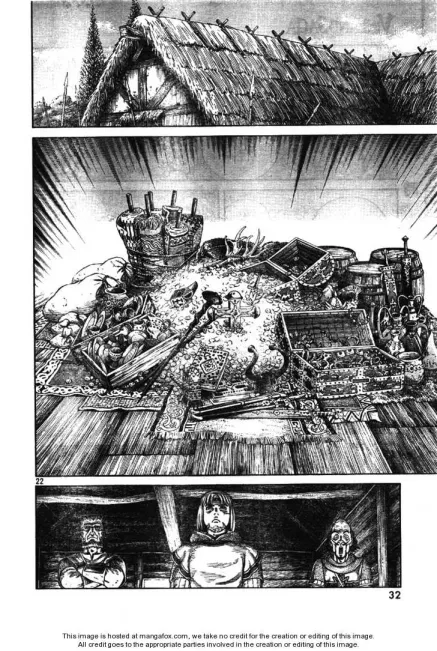 22
32
This image is hosted at mangafox.com, we take no credit for the creation or editing of this image.
All credit goes to the appropriate parties involved in the creation or editing of this image.